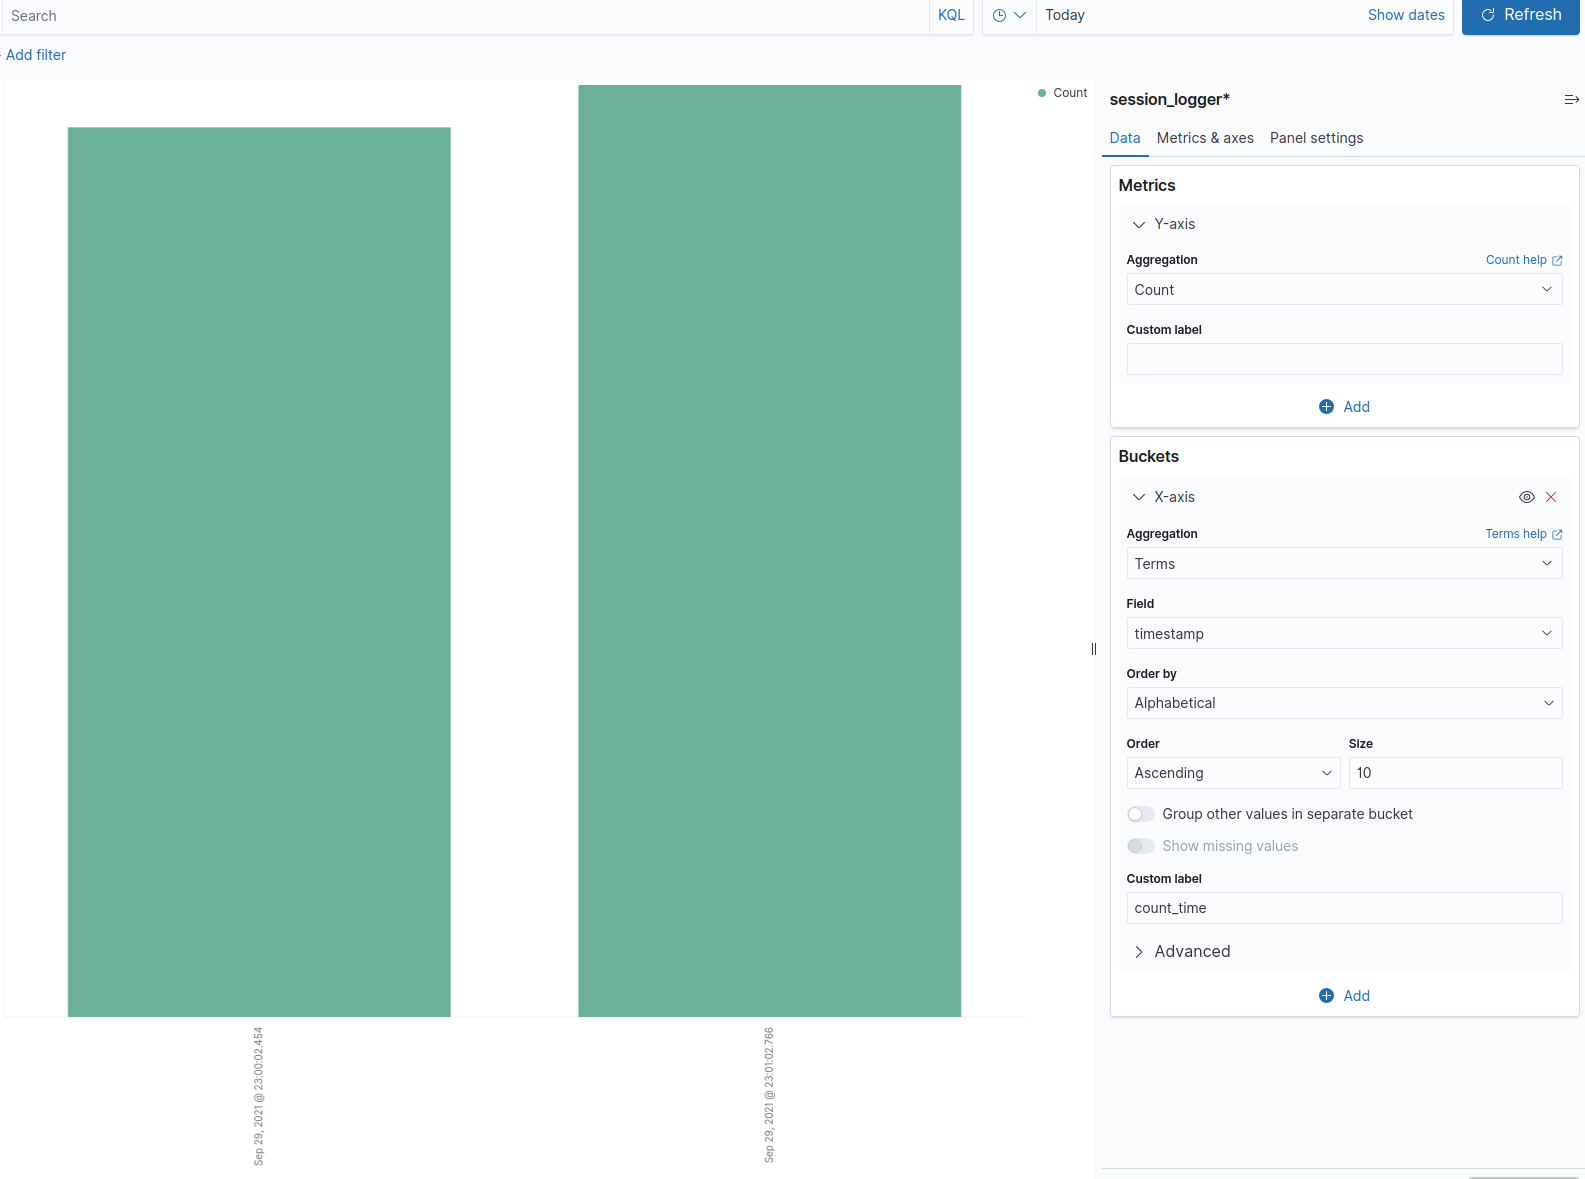 Search
KQL
Today
Show dates
Refresh
Add filter
Count
session_logger*
Data
Metrics & axes
Panel settings
Metrics
Y-axis
Aggregation
Count help
Count
Custom label
Add
Buckets
X-axis
Aggregation
Terms help
Terms
Field
timestamp
Order by
Alphabetical
Order
Size
Ascending
10
Group other values in separate bucket
Show missing values
Custom label
count_time
Advanced
Add
Sep 29, 2021 @ 23:00:02.454
Sep 29, 2021 @ 23:01:02.766